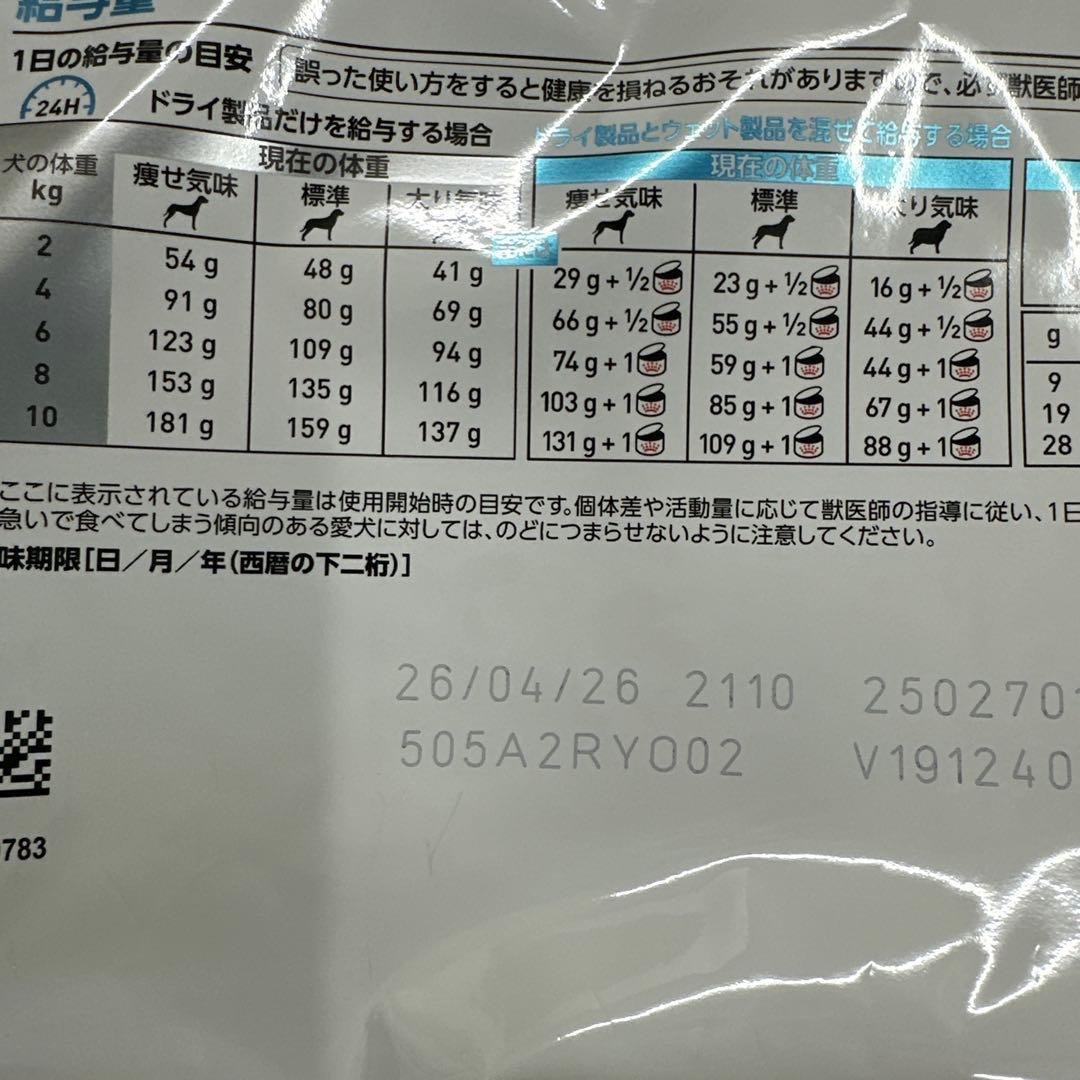 給与量
1日の給与量の目安
誤った使い方をすると健康を損ねるおそれがありますので、必ず獣医師
24H
ドライ製品だけを給与する場合
ドライ製品とウェット製品を混ぜて給与する場合
犬の体重 kg
現在の体重
現在の体重
痩せ気味 標準 太り気味 痩せ気味 標準 太り気味
または
2 54 g 48 g 41 g 29 g + ½ 23 g + ½ 16 g + ½
4 91 g 80 g 69 g 66 g + ½ 55 g + ½ 44 g + ½
6 123 g 109 g 94 g 74 g + 1 59 g + 1 44 g + 1
8 153 g 135 g 116 g 103 g + 1 85 g + 1 67 g + 1
10 181 g 159 g 137 g 131 g + 1 109 g + 1 88 g + 1
g
9
19
28
ここに表示されている給与量は使用開始時の目安です。個体差や活動量に応じて獣医師の指導に従い、1日
急いで食べてしまう傾向のある愛犬に対しては、のどにつまらせないように注意してください。
味期限[日/月/年(西暦の下二桁)]
26/04/26 2110 2502701
505A2RYO02 V191240
783